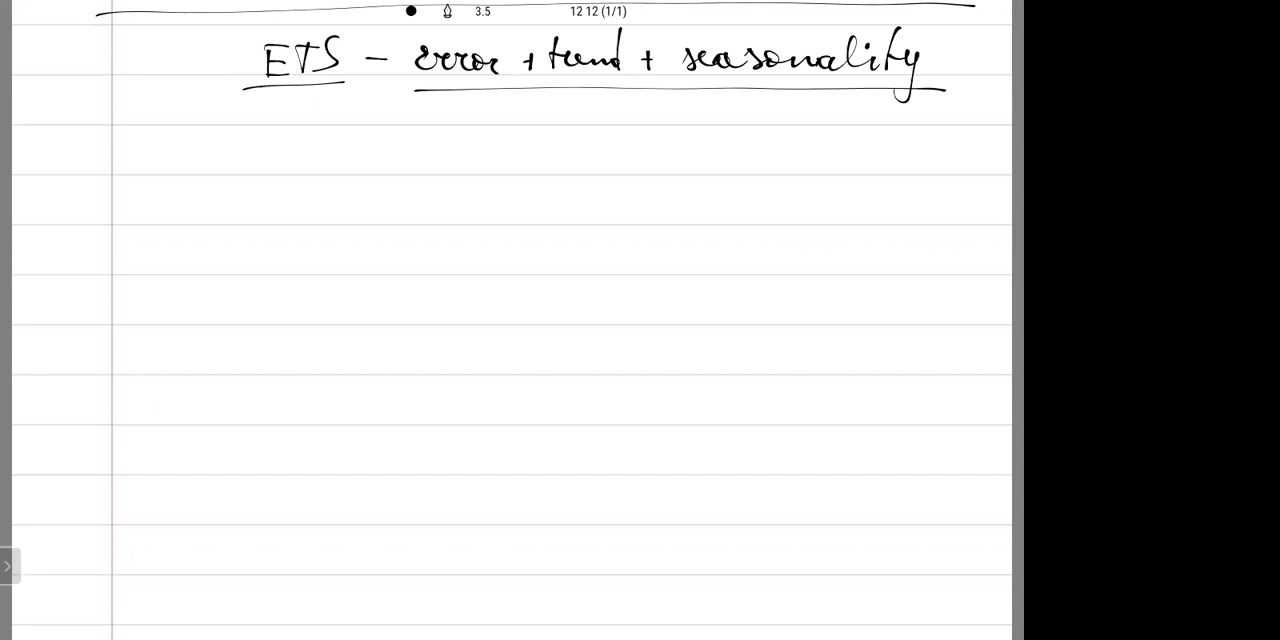 3.5 12 12 (1/1)
ETS - error + trend + seasonality